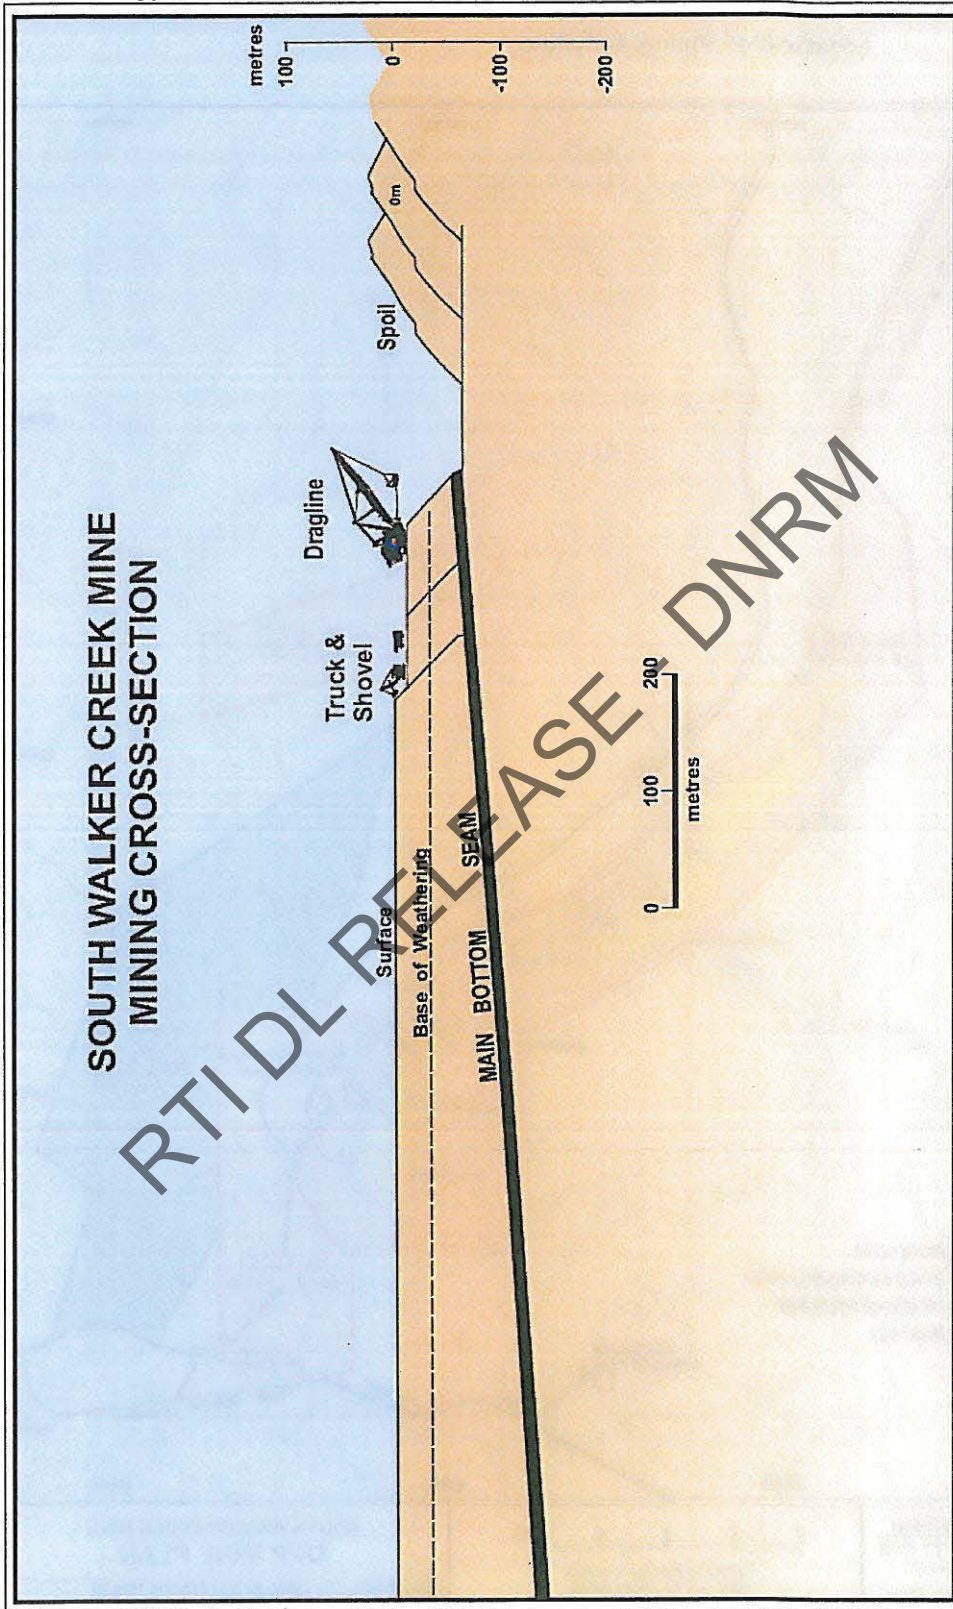 SOUTH WALKER CREEK MINE
MINING CROSS-SECTION
metres
100
0
-100
-200
Dragline
Truck &
Shovel
Spoil
0m
Surface
Base of Weathering
MAIN BOTTOM SEAM
0 100 200
metres
RTI DL RELEASE - DNRM